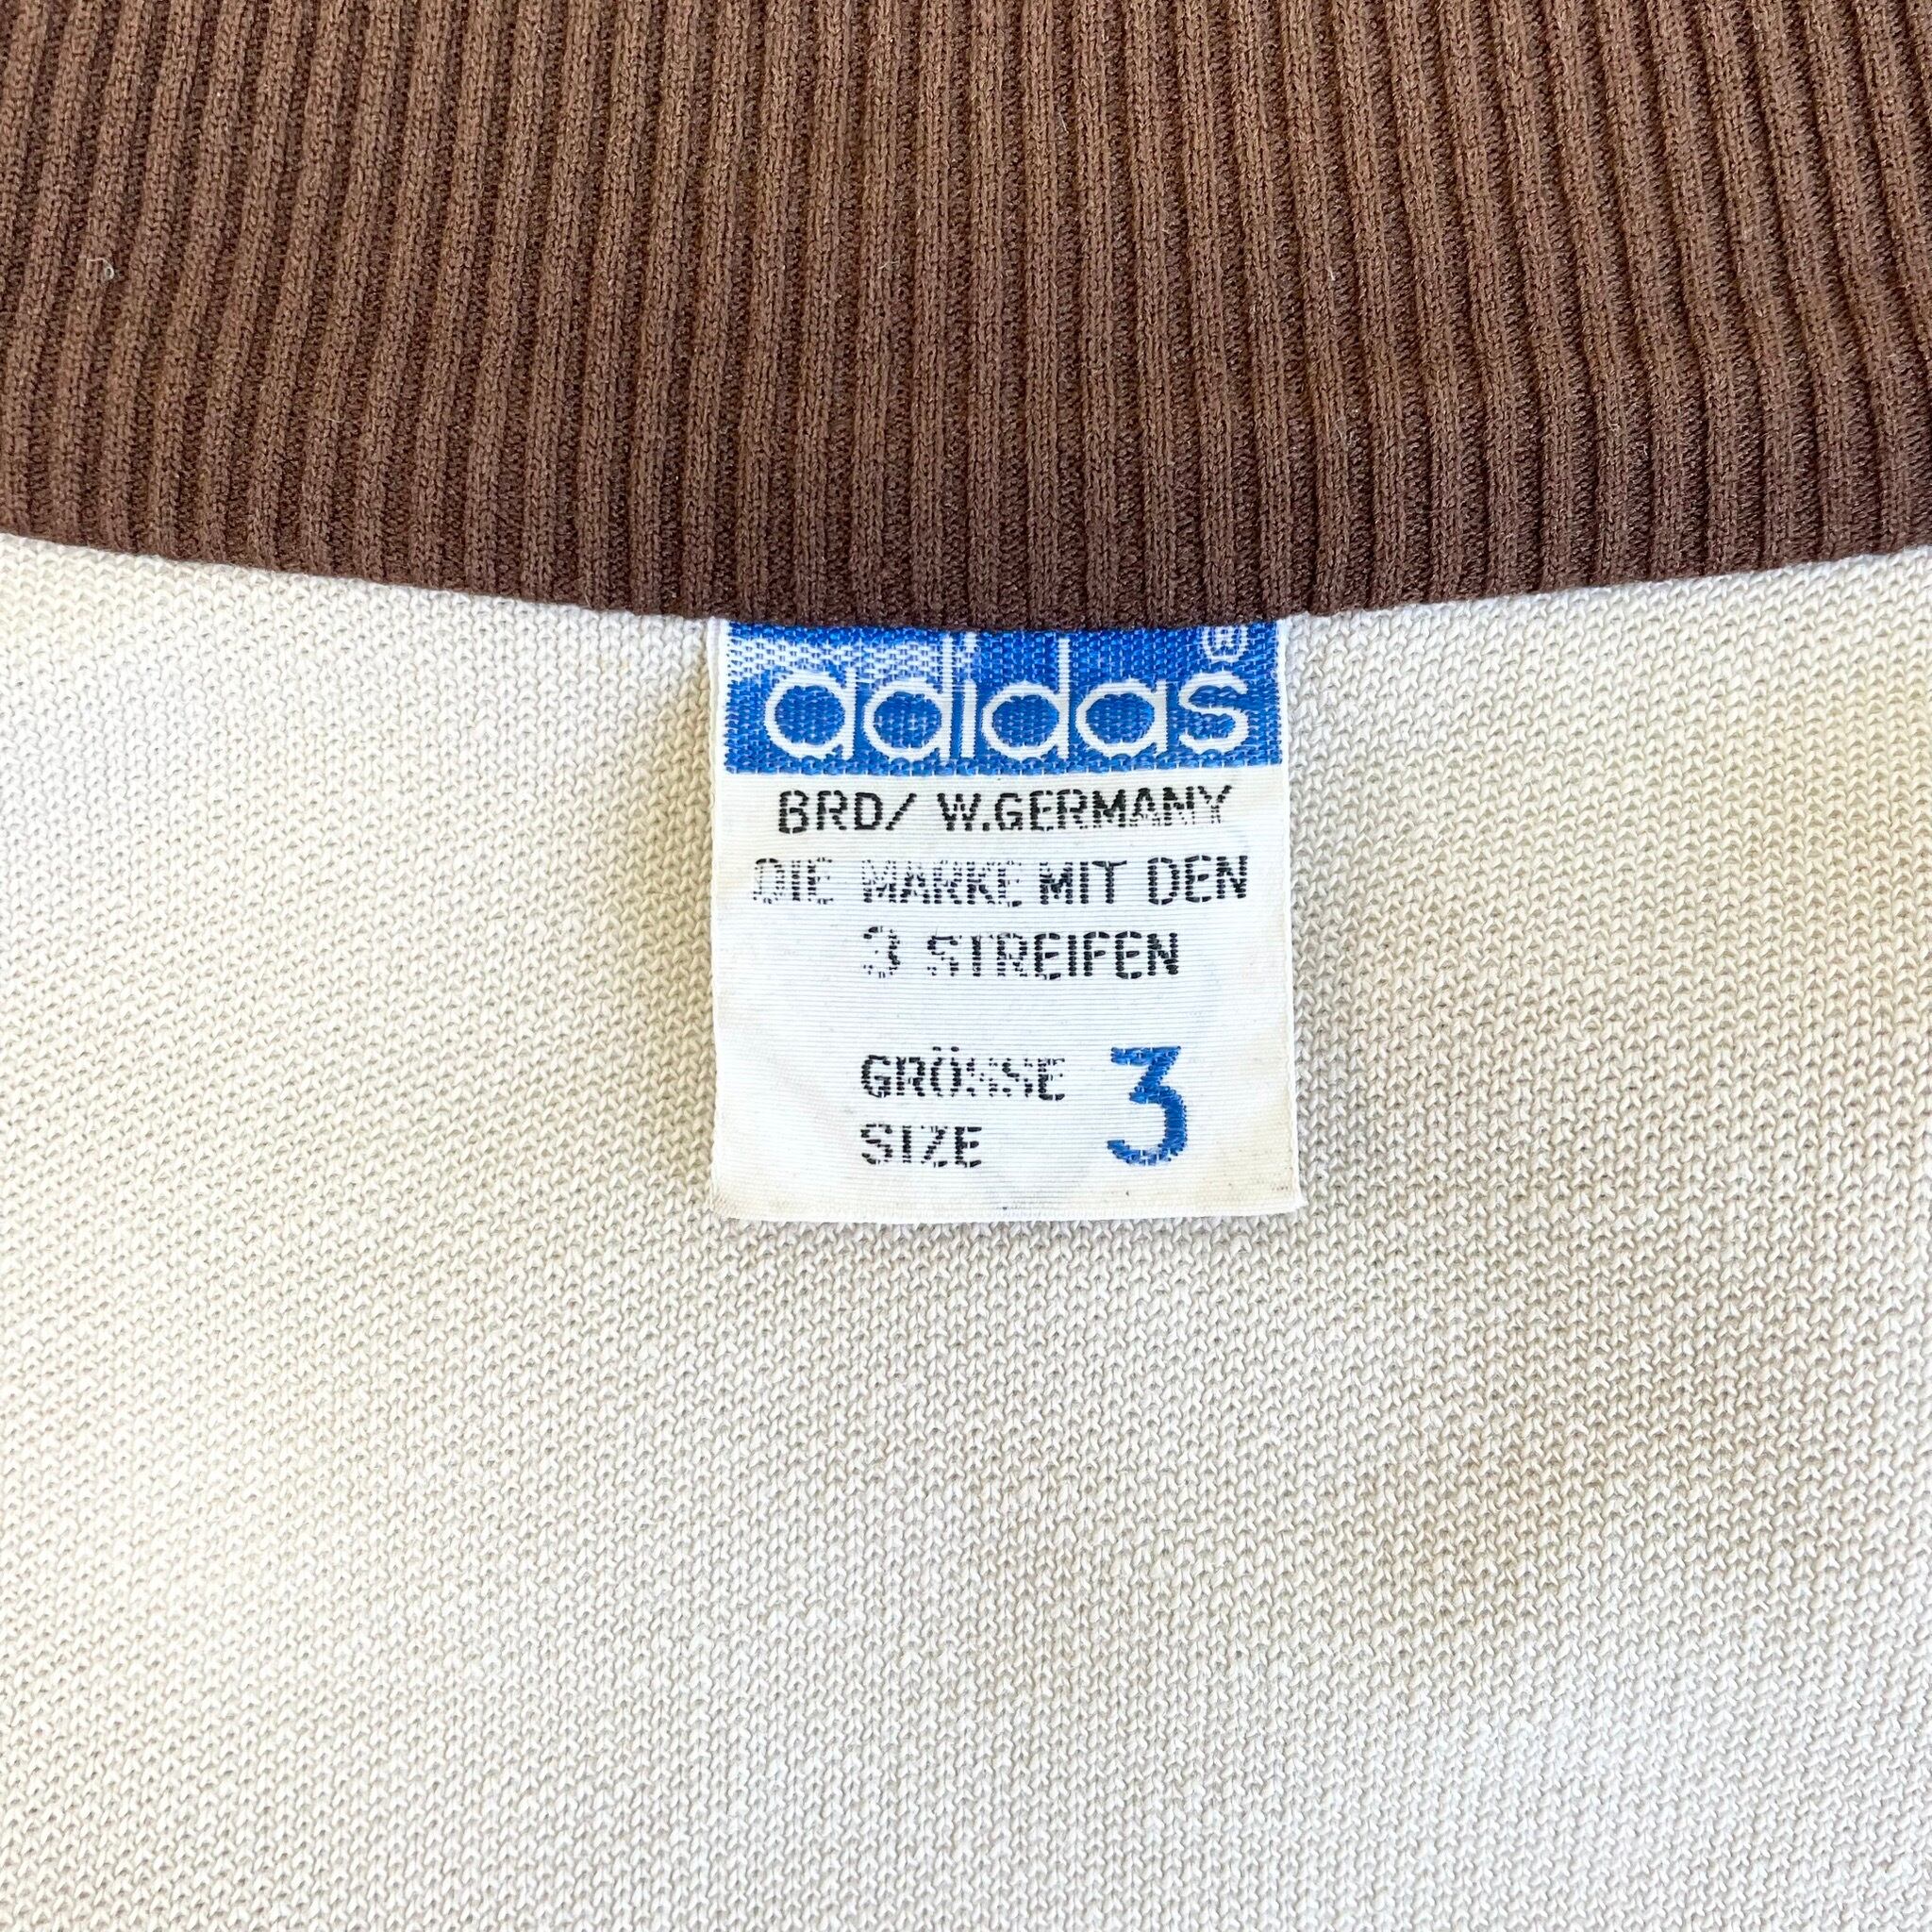 adidas®
BRD/ W.GERMANY
DIE MARKE MIT DEN
3 STREIFEN
GRÖSSE 3
SIZE